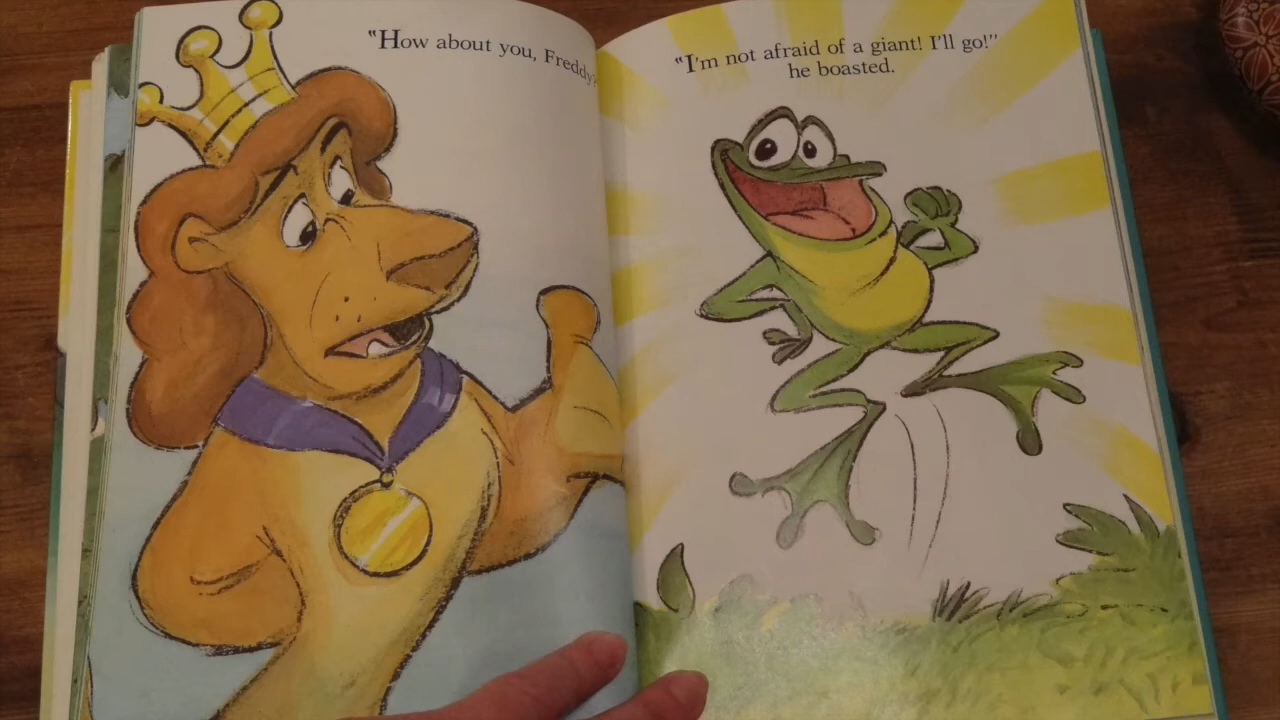 "How about you, Freddy?
"I'm not afraid of a giant! I'll go!"
he boasted.